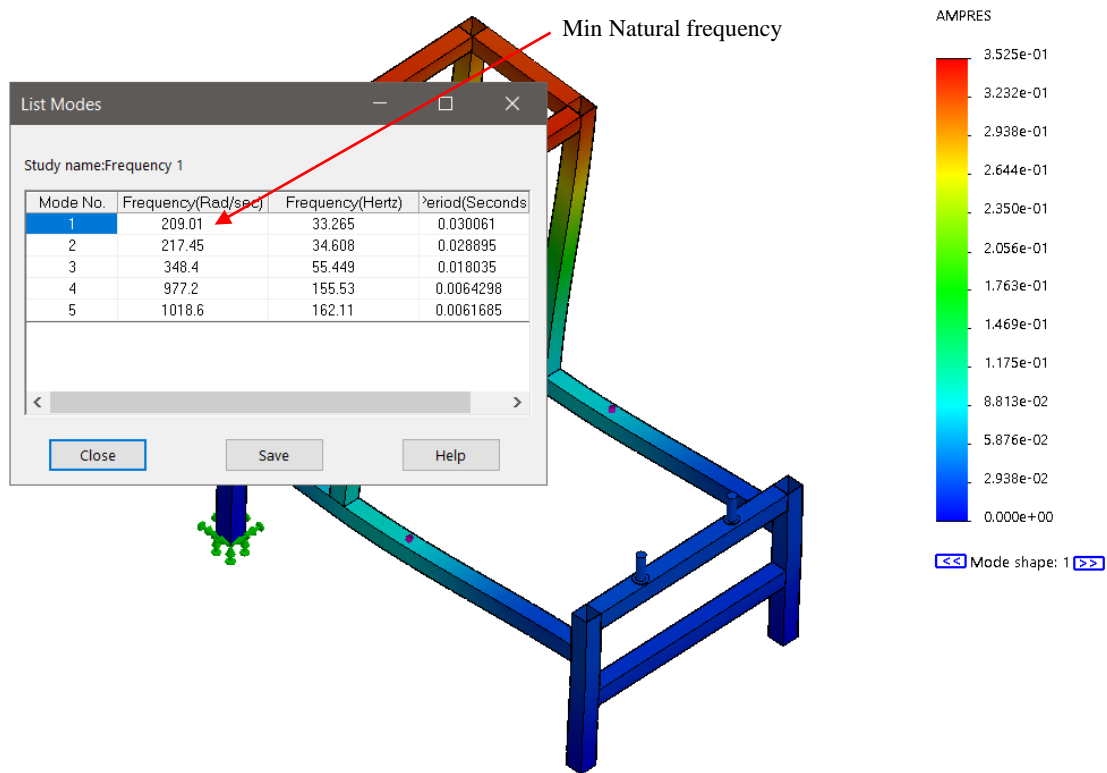 AMPRES
Min Natural frequency
3.525e-01
3.232e-01
2.938e-01
2.644e-01
2.350e-01
2.056e-01
1.763e-01
1.469e-01
1.175e-01
8.813e-02
5.876e-02
2.938e-02
0.000e+00
<< Mode shape: 1 >>
List Modes
Study name:Frequency 1
Mode No. Frequency(Rad/sec) Frequency(Hertz) Period(Seconds
1 209.01 33.265 0.030061
2 217.45 34.608 0.028895
3 348.4 55.449 0.018035
4 977.2 155.53 0.0064298
5 1018.6 162.11 0.0061685
Close Save Help